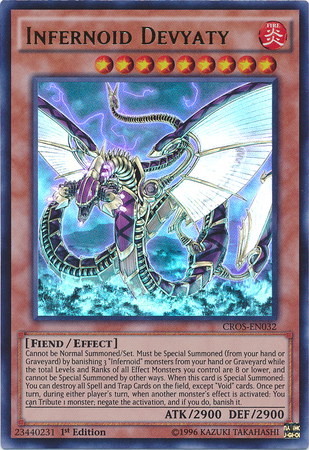 INFERNOID DEVYATY
FIRE
炎
CROS-EN032
[FIEND / EFFECT]
Cannot be Normal Summoned/Set. Must be Special Summoned (from your hand or
Graveyard) by banishing 3 "Infernoid" monsters from your hand or Graveyard while
the total Levels and Ranks of all Effect Monsters you control are 8 or lower, and
cannot be Special Summoned by other ways. When this card is Special Summoned:
You can destroy all Spell and Trap Cards on the field, except "Void" cards. Once per
turn, during either player's turn, when another monster's effect is activated: You
can Tribute 1 monster; negate the activation, and if you do, banish it.
ATK/2900 DEF/2900
23440231 1st Edition ©1996 KAZUKI TAKAHASHI